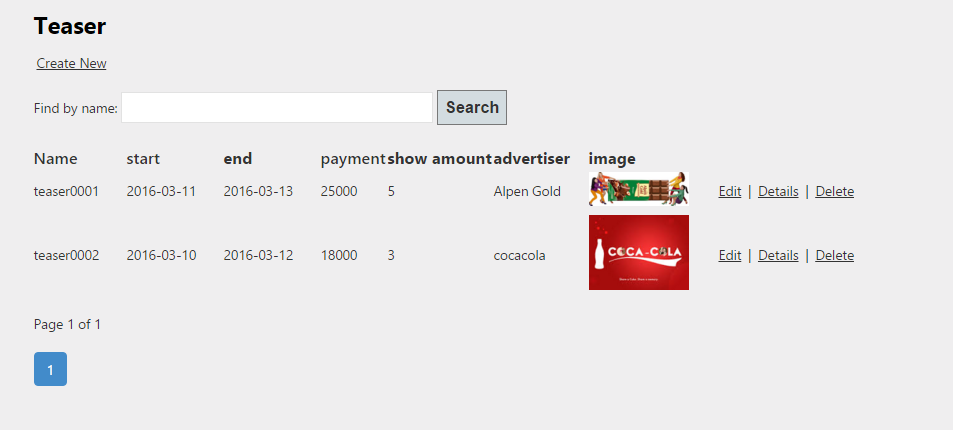 Teaser
Create New
Find by name: Search
Name start end payment show amount advertiser image
teaser0001 2016-03-11 2016-03-13 25000 5 Alpen Gold Edit | Details | Delete
COCA-COLA
teaser0002 2016-03-10 2016-03-12 18000 3 cocacola Edit | Details | Delete
Page 1 of 1
1